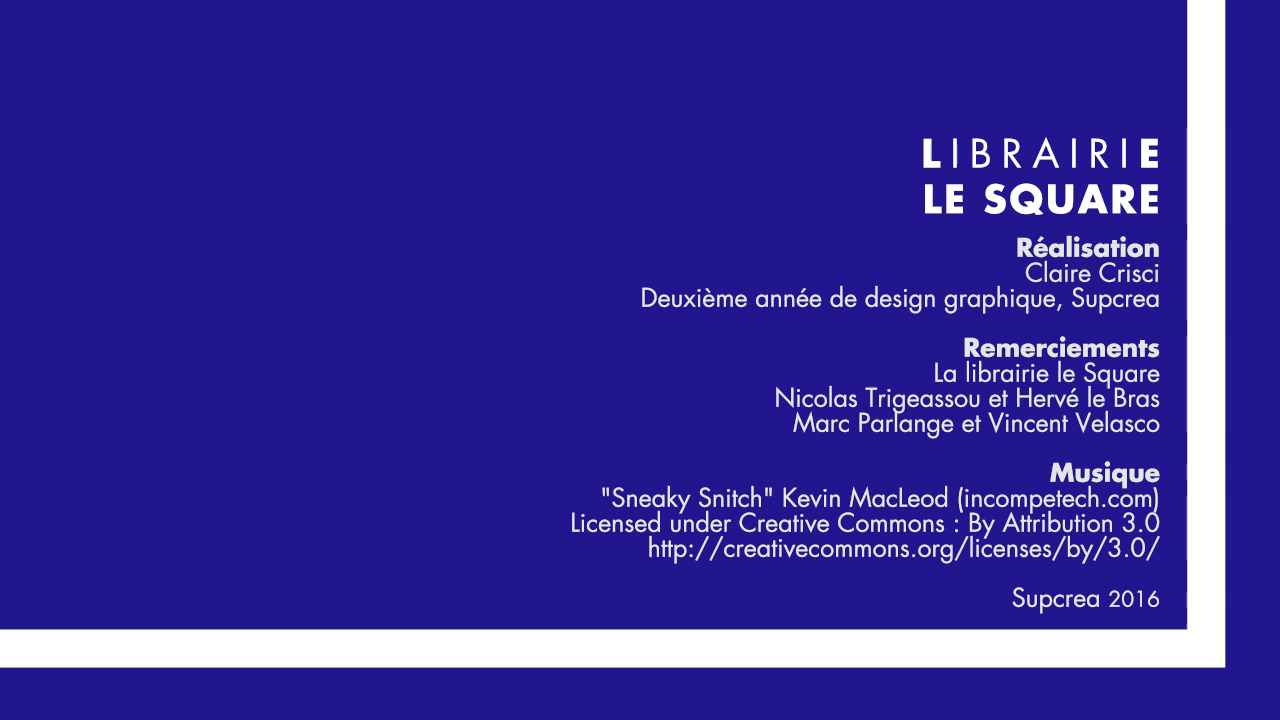 LIBRAIRIE
LE SQUARE
Réalisation
Claire Crisci
Deuxième année de design graphique, Supcrea
Remerciements
La librairie le Square
Nicolas Trigeassou et Hervé le Bras
Marc Parlange et Vincent Velasco
Musique
"Sneaky Snitch" Kevin MacLeod (incompetech.com)
Licensed under Creative Commons : By Attribution 3.0
http://creativecommons.org/licenses/by/3.0/
Supcrea 2016